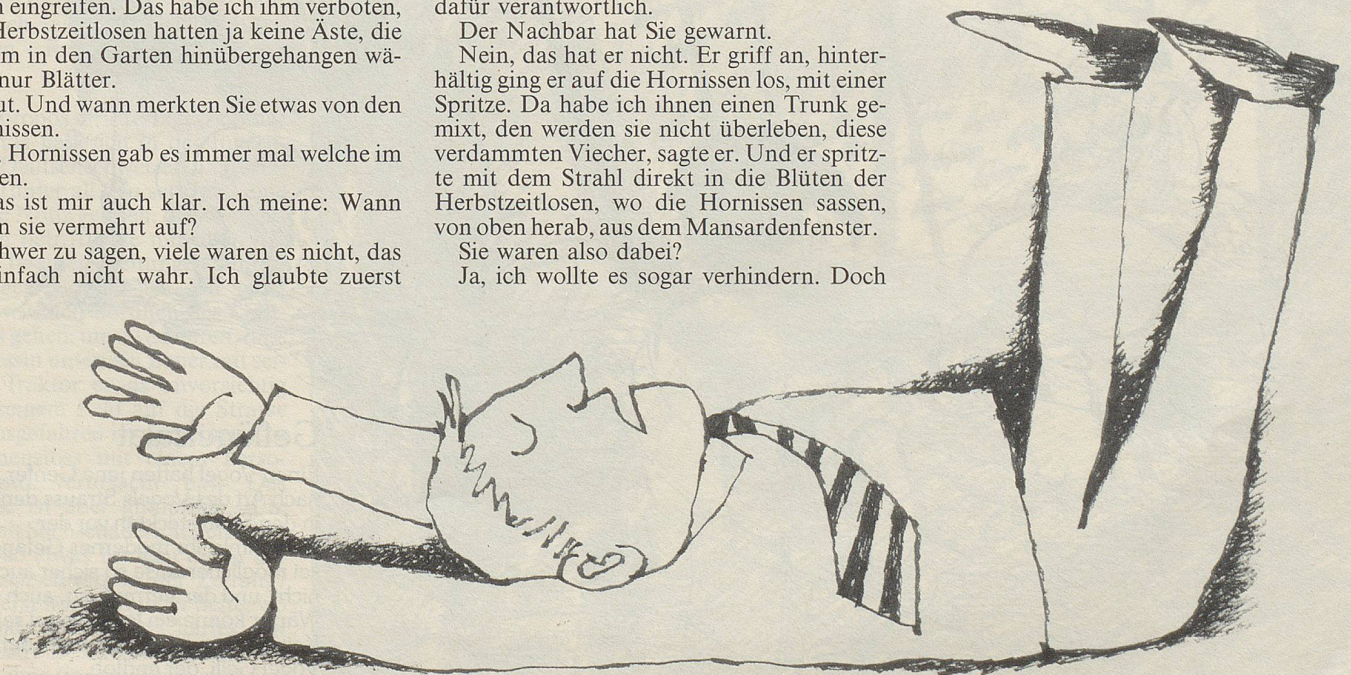 eingreifen. Das habe ich ihm verboten,
Herbstzeitlosen hatten ja keine Äste, die
in den Garten hinübergehangen wä-
nur Blätter.
Und wann merkten Sie etwas von den
Hornissen gab es immer mal welche im
ist mir auch klar. Ich meine: Wann
sie vermehrt auf?
zu sagen, viele waren es nicht, das
nicht wahr. Ich glaubte zuerst
dafür verantwortlich.
Der Nachbar hat Sie gewarnt.
Nein, das hat er nicht. Er griff an, hinter-
hältig ging er auf die Hornissen los, mit einer
Spritze. Da habe ich ihnen einen Trunk ge-
mixt, den werden sie nicht überleben, diese
verdammten Viecher, sagte er. Und er spritz-
te mit dem Strahl direkt in die Blüten der
Herbstzeitlosen, wo die Hornissen sassen,
von oben herab, aus dem Mansardenfenster.
Sie waren also dabei?
Ja, ich wollte es sogar verhindern. Doch